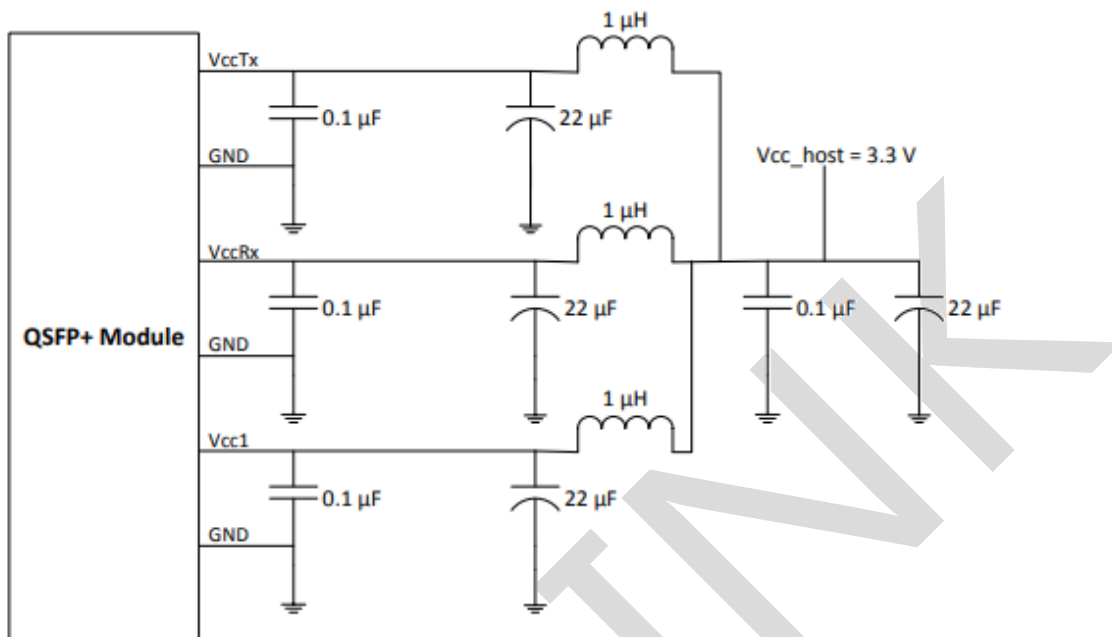 1 µH
VccTx
0.1 µF
22 µF
GND
Vcc_host = 3.3 V
1 µH
VccRx
0.1 µF
22 µF
0.1 µF
22 µF
QSFP+ Module
GND
1 µH
Vcc1
0.1 µF
22 µF
GND